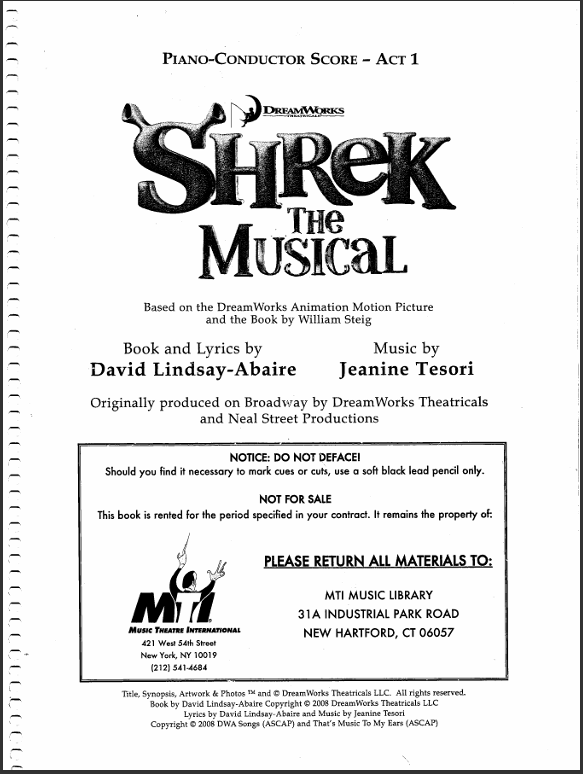 PIANO-CONDUCTOR SCORE – ACT 1
DREAMWORKS
THEATRICALS
SHREK
THE
MUSICAL
Based on the DreamWorks Animation Motion Picture
and the Book by William Steig
Book and Lyrics by
David Lindsay-Abaire
Music by
Jeanine Tesori
Originally produced on Broadway by DreamWorks Theatricals
and Neal Street Productions
NOTICE: DO NOT DEFACE!
Should you find it necessary to mark cues or cuts, use a soft black lead pencil only.
NOT FOR SALE
This book is rented for the period specified in your contract. It remains the property of:
MTI
MUSIC THEATRE INTERNATIONAL
421 West 54th Street
New York, NY 10019
(212) 541-4684
PLEASE RETURN ALL MATERIALS TO:
MTI MUSIC LIBRARY
31A INDUSTRIAL PARK ROAD
NEW HARTFORD, CT 06057
Title, Synopsis, Artwork & Photos ™ and © DreamWorks Theatricals LLC. All rights reserved.
Book by David Lindsay-Abaire Copyright © 2008 DreamWorks Theatricals LLC
Lyrics by David Lindsay-Abaire and Music by Jeanine Tesori
Copyright © 2008 DWA Songs (ASCAP) and That's Music To My Ears (ASCAP)